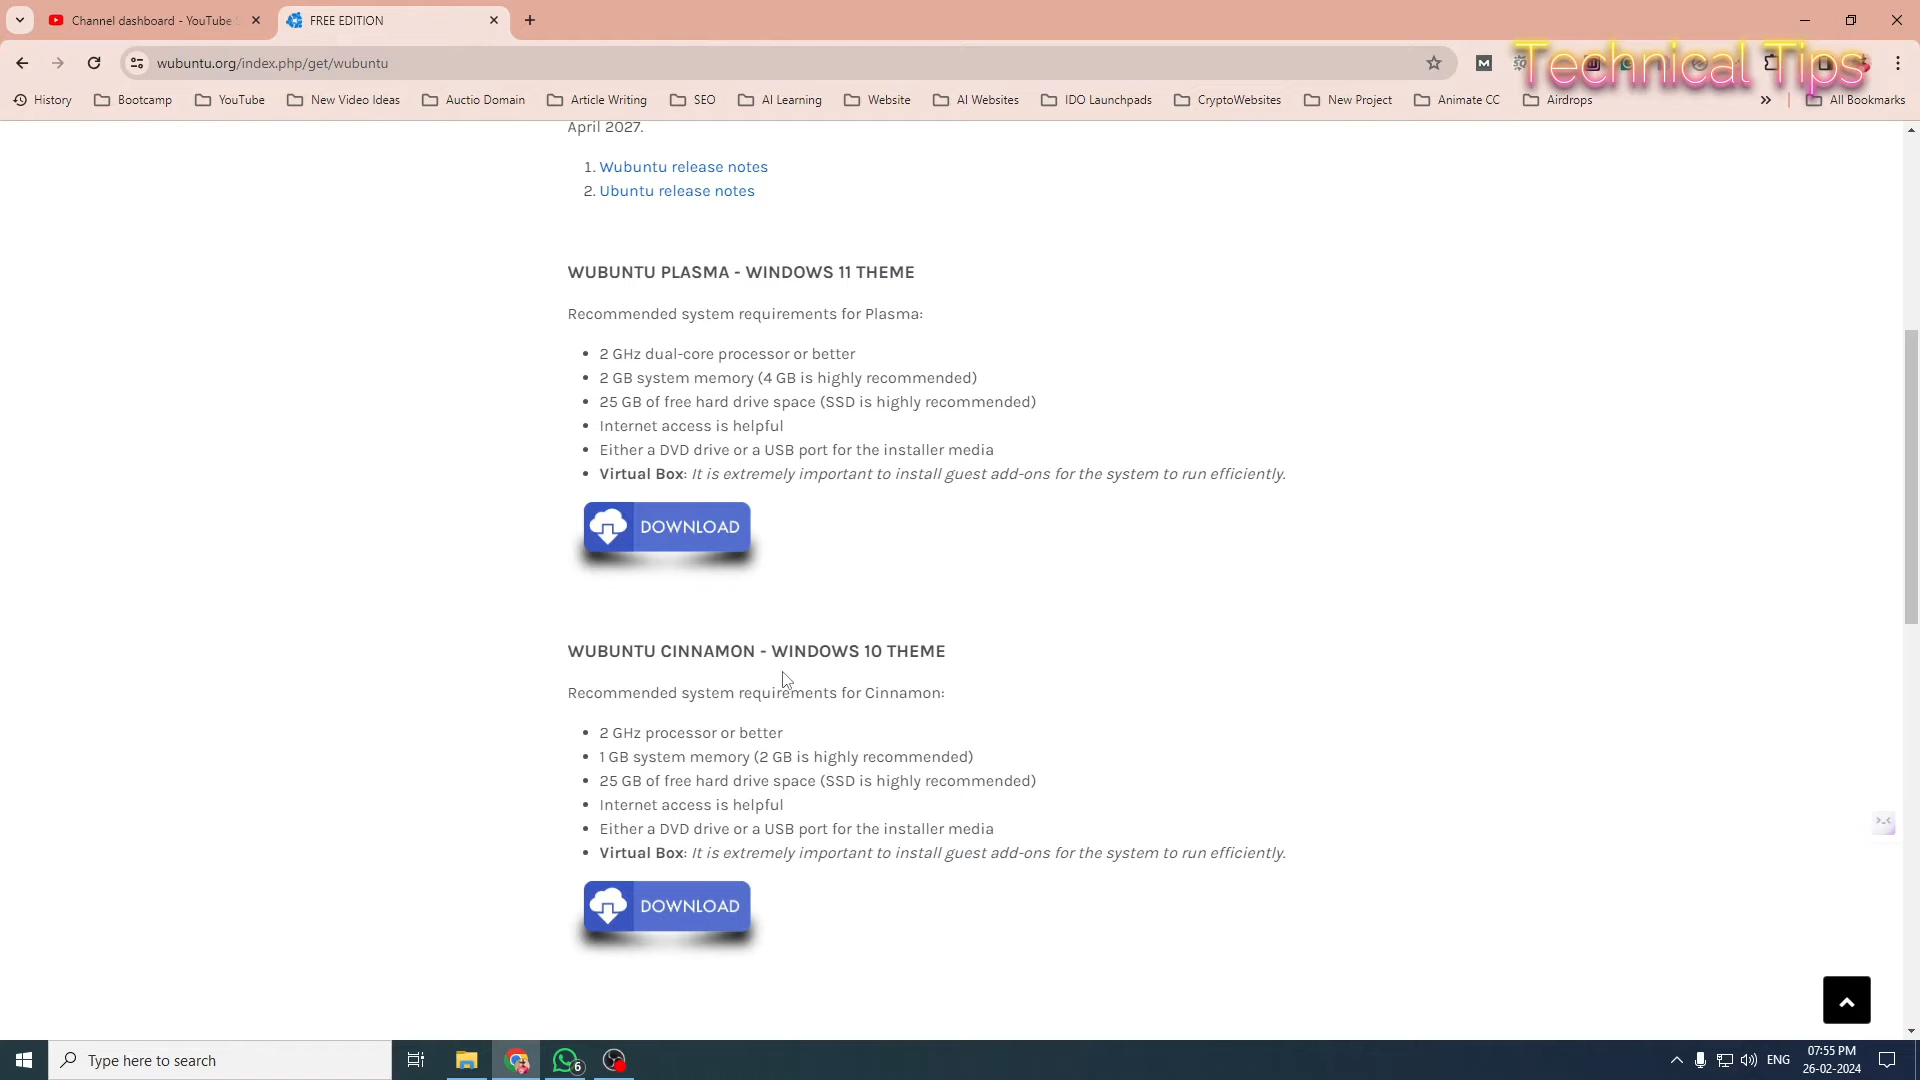 Channel dashboard - YouTube
FREE EDITION
wubuntu.org/index.php/get/wubuntu
Technical Tips
History
Bootcamp
YouTube
New Video Ideas
Auctio Domain
Article Writing
SEO
AI Learning
Website
AI Websites
IDO Launchpads
CryptoWebsites
New Project
Animate CC
Airdrops
All Bookmarks
April 2027.
1. Wubuntu release notes
2. Ubuntu release notes
WUBUNTU PLASMA - WINDOWS 11 THEME
Recommended system requirements for Plasma:
• 2 GHz dual-core processor or better
• 2 GB system memory (4 GB is highly recommended)
• 25 GB of free hard drive space (SSD is highly recommended)
• Internet access is helpful
• Either a DVD drive or a USB port for the installer media
• Virtual Box: It is extremely important to install guest add-ons for the system to run efficiently.
DOWNLOAD
WUBUNTU CINNAMON - WINDOWS 10 THEME
Recommended system requirements for Cinnamon:
• 2 GHz processor or better
• 1 GB system memory (2 GB is highly recommended)
• 25 GB of free hard drive space (SSD is highly recommended)
• Internet access is helpful
• Either a DVD drive or a USB port for the installer media
• Virtual Box: It is extremely important to install guest add-ons for the system to run efficiently.
DOWNLOAD
Type here to search
6
ENG
07:55 PM
26-02-2024